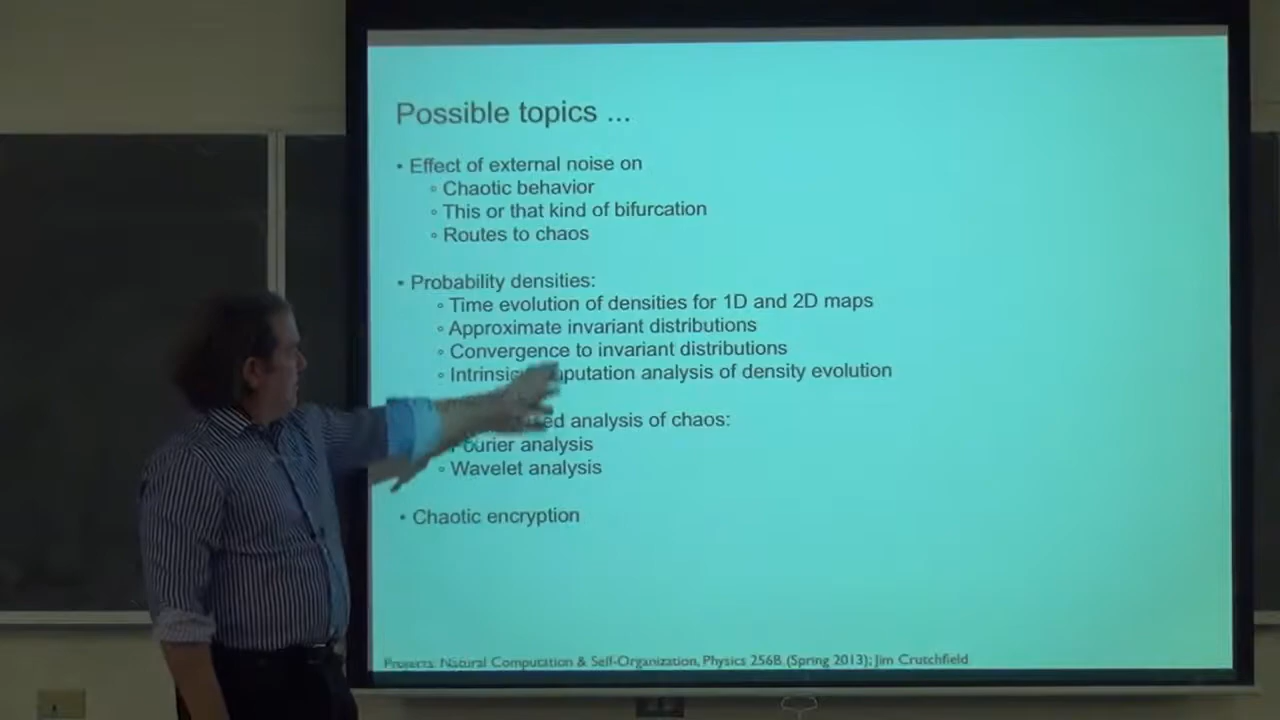 Possible topics ...
• Effect of external noise on
◦ Chaotic behavior
◦ This or that kind of bifurcation
◦ Routes to chaos
• Probability densities:
◦ Time evolution of densities for 1D and 2D maps
◦ Approximate invariant distributions
◦ Convergence to invariant distributions
◦ analysis of density evolution
analysis of chaos:
Fourier analysis
◦ Wavelet analysis
• Chaotic encryption
Projects: Natural Computation & Self-Organization, Physics 256B (Spring 2013); Jim Crutchfield